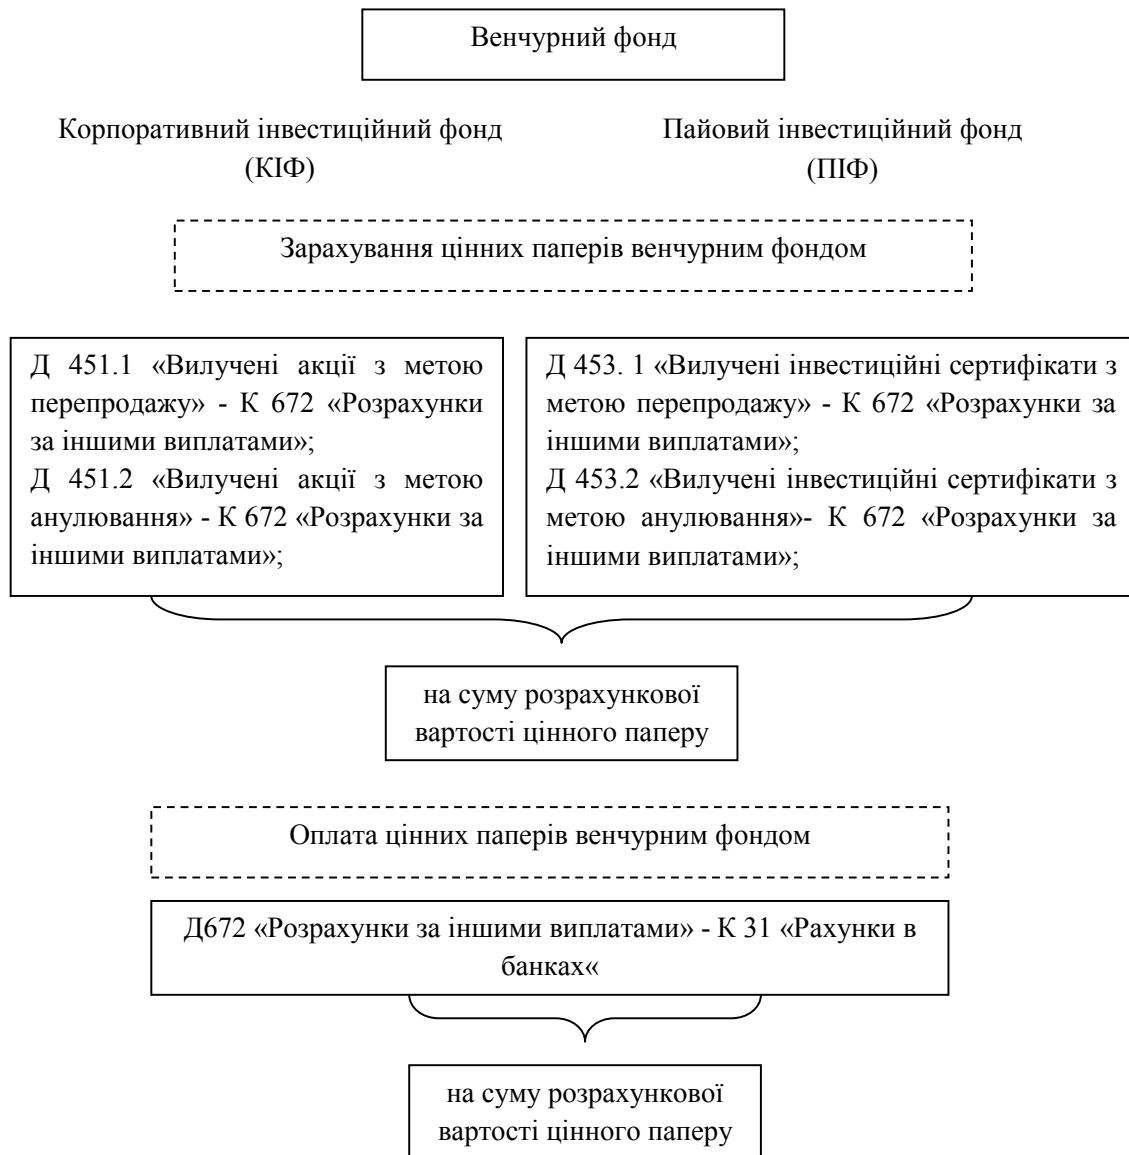 Венчурний фонд
Корпоративний інвестиційний фонд
(КІФ)
Пайовий інвестиційний фонд
(ПІФ)
Зарахування цінних паперів венчурним фондом
Д 451.1 «Вилучені акції з метою
перепродажу» - К 672 «Розрахунки
за іншими виплатами»;
Д 451.2 «Вилучені акції з метою
анулювання» - К 672 «Розрахунки за
іншими виплатами»;
Д 453. 1 «Вилучені інвестиційні сертифікати з
метою перепродажу» - К 672 «Розрахунки за
іншими виплатами»;
Д 453.2 «Вилучені інвестиційні сертифікати з
метою анулювання»- К 672 «Розрахунки за
іншими виплатами»;
на суму розрахункової
вартості цінного паперу
Оплата цінних паперів венчурним фондом
Д672 «Розрахунки за іншими виплатами» - К 31 «Рахунки в
банках«
на суму розрахункової
вартості цінного паперу